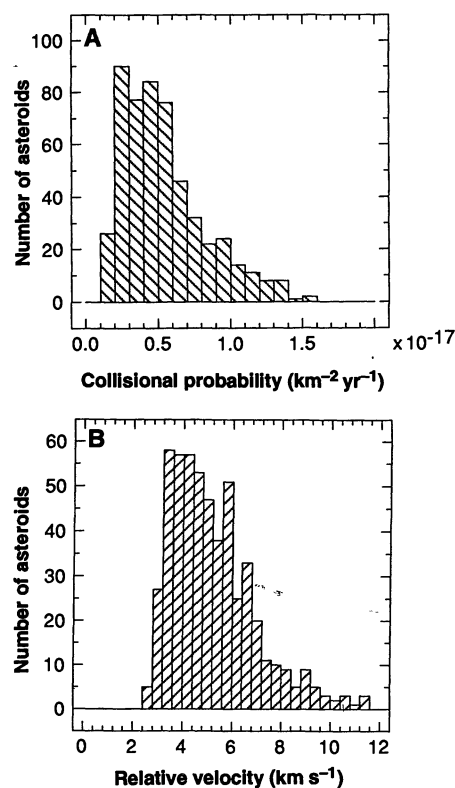 A
100
80
60
40
20
0
Number of asteroids
0.0 0.5 1.0 1.5 x 10⁻¹⁷
Collisional probability (km⁻² yr⁻¹)
B
60
50
40
30
20
10
0
Number of asteroids
0 2 4 6 8 10 12
Relative velocity (km s⁻¹)